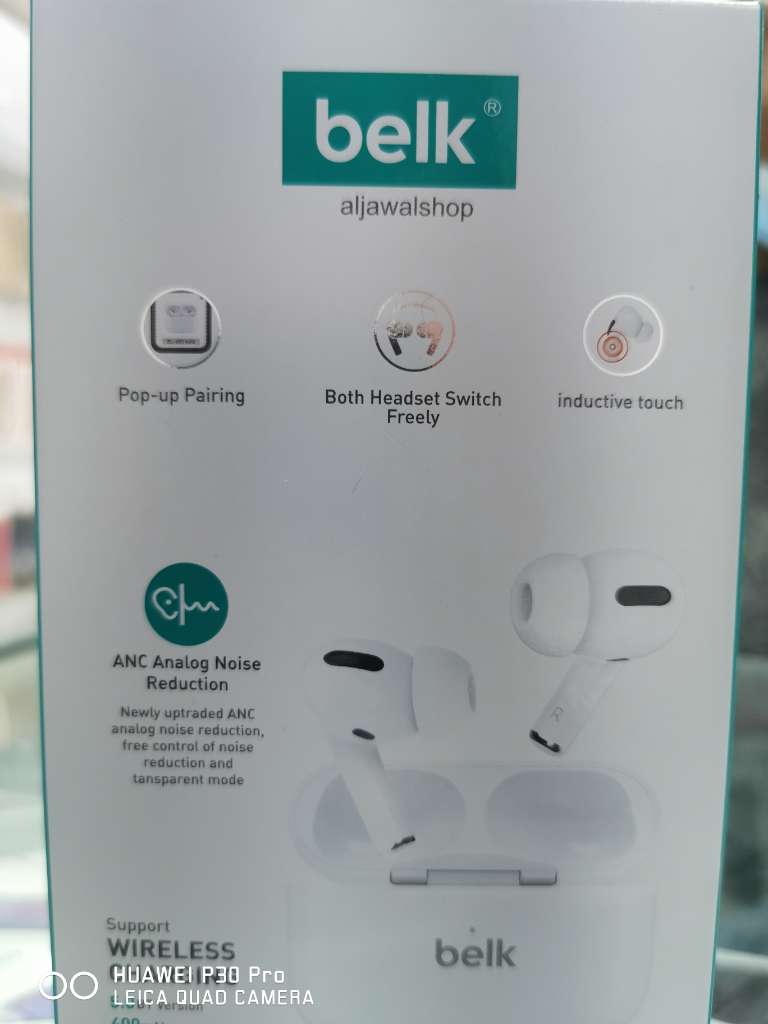 belk®
aljawalshop
Pop-up Pairing
Both Headset Switch
Freely
inductive touch
ANC Analog Noise
Reduction
Newly uptraded ANC
analog noise reduction,
free control of noise
reduction and
tansparent mode
R
Support
WIRELESS
belk
HUAWEI P30 Pro
LEICA QUAD CAMERA
Version